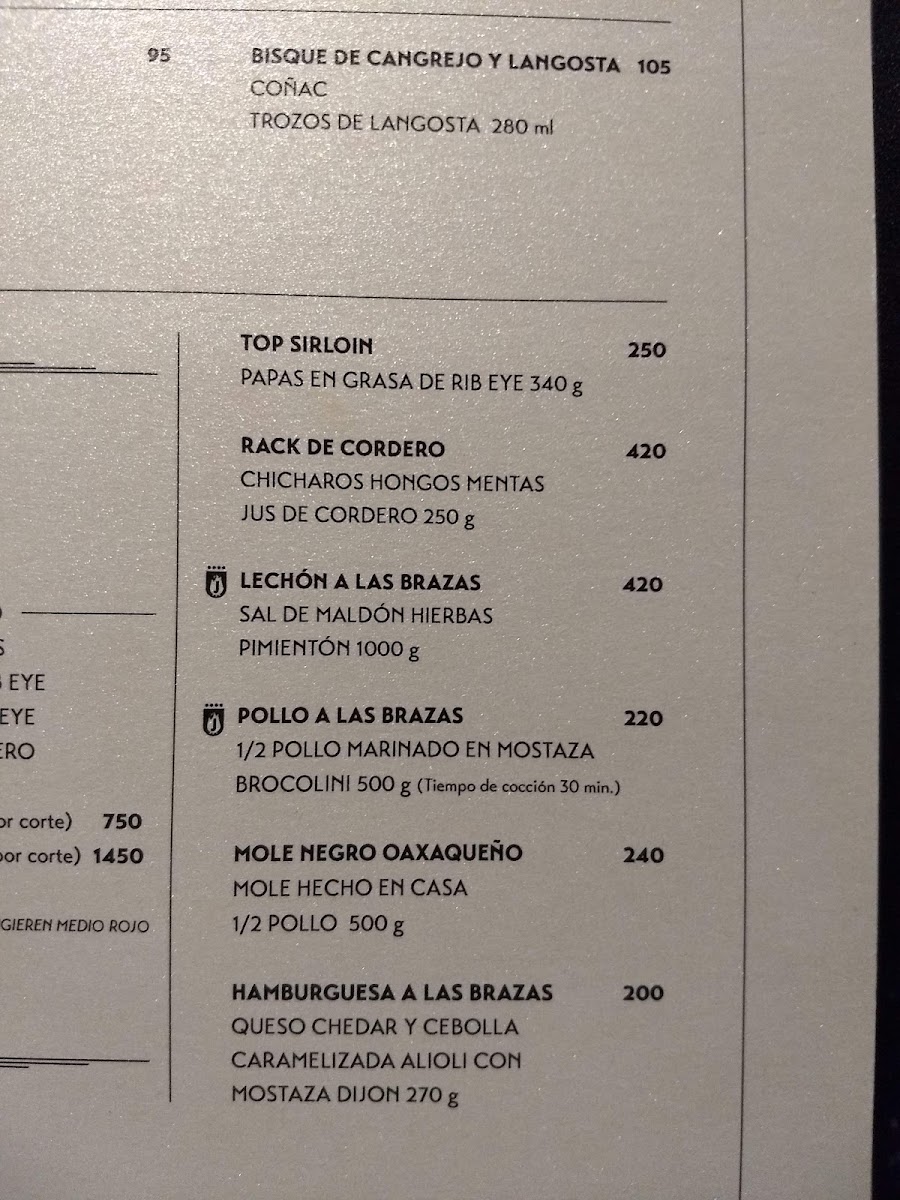 95
BISQUE DE CANGREJO Y LANGOSTA 105
COÑAC
TROZOS DE LANGOSTA 280 ml
EYE
EYE
corte) 750
por corte) 1450
MEDIO ROJO
TOP SIRLOIN 250
PAPAS EN GRASA DE RIB EYE 340 g
RACK DE CORDERO 420
CHICHAROS HONGOS MENTAS
JUS DE CORDERO 250 g
LECHÓN A LAS BRAZAS 420
SAL DE MALDÓN HIERBAS
PIMIENTÓN 1000 g
POLLO A LAS BRAZAS 220
1/2 POLLO MARINADO EN MOSTAZA
BROCOLINI 500 g (Tiempo de cocción 30 min.)
MOLE NEGRO OAXAQUEÑO 240
MOLE HECHO EN CASA
1/2 POLLO 500 g
HAMBURGUESA A LAS BRAZAS 200
QUESO CHEDAR Y CEBOLLA
CARAMELIZADA ALIOLI CON
MOSTAZA DIJON 270 g